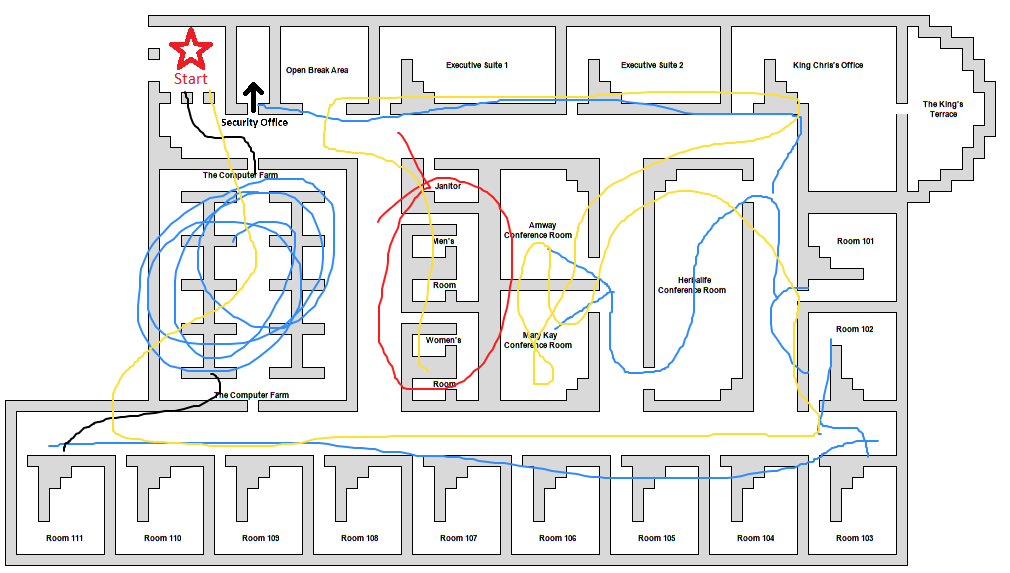 Start
Open Break Area
Executive Suite 1
Executive Suite 2
King Chris's Office
The King's
Terrace
Security Office
The Computer Farm
Janitor
Men's
Room
Women's
Room
Amway
Conference Room
Mary Kay
Conference Room
Herbalife
Conference Room
Room 101
Room 102
The Computer Farm
Room 111
Room 110
Room 109
Room 108
Room 107
Room 106
Room 105
Room 104
Room 103